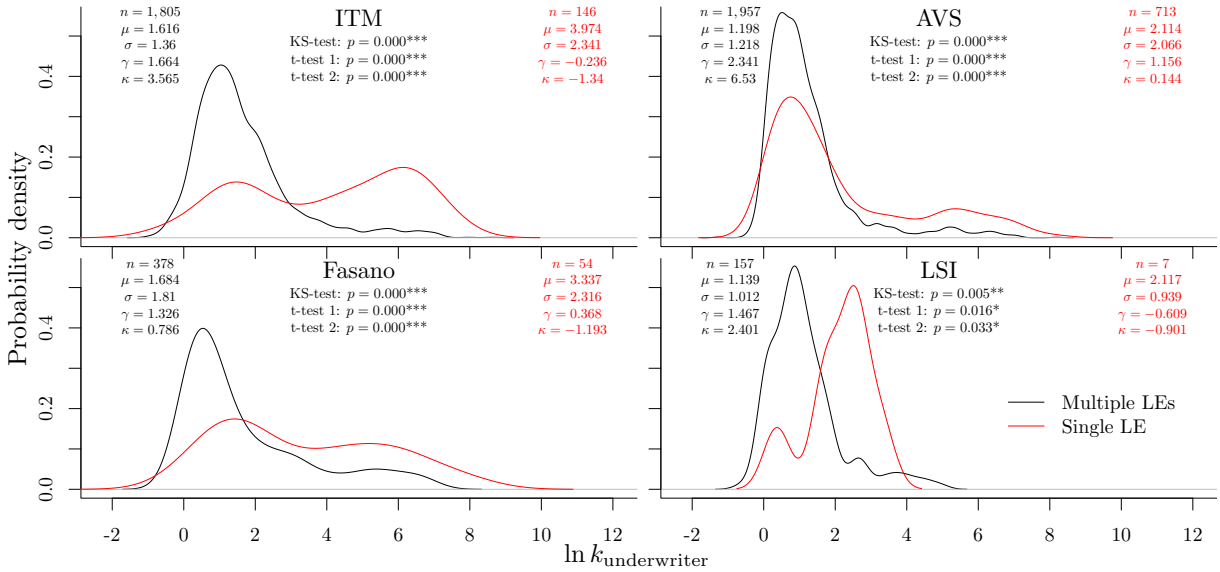 ITM
n = 1,805
μ = 1.616
σ = 1.36
γ = 1.664
κ = 3.565
KS-test: p = 0.000***
t-test 1: p = 0.000***
t-test 2: p = 0.000***
n = 146
μ = 3.974
σ = 2.341
γ = −0.236
κ = −1.34
AVS
n = 1,957
μ = 1.198
σ = 1.218
γ = 2.341
κ = 6.53
KS-test: p = 0.000***
t-test 1: p = 0.000***
t-test 2: p = 0.000***
n = 713
μ = 2.114
σ = 2.066
γ = 1.156
κ = 0.144
0.4
0.2
0.0
Probability density
Fasano
n = 378
μ = 1.684
σ = 1.81
γ = 1.326
κ = 0.786
KS-test: p = 0.000***
t-test 1: p = 0.000***
t-test 2: p = 0.000***
n = 54
μ = 3.337
σ = 2.316
γ = 0.368
κ = −1.193
LSI
n = 157
μ = 1.139
σ = 1.012
γ = 1.467
κ = 2.401
KS-test: p = 0.005**
t-test 1: p = 0.016*
t-test 2: p = 0.033*
n = 7
μ = 2.117
σ = 0.939
γ = −0.609
κ = −0.901
Multiple LEs
Single LE
0.4
0.2
0.0
-2 0 2 4 6 8 10 12
-2 0 2 4 6 8 10 12
ln k underwriter